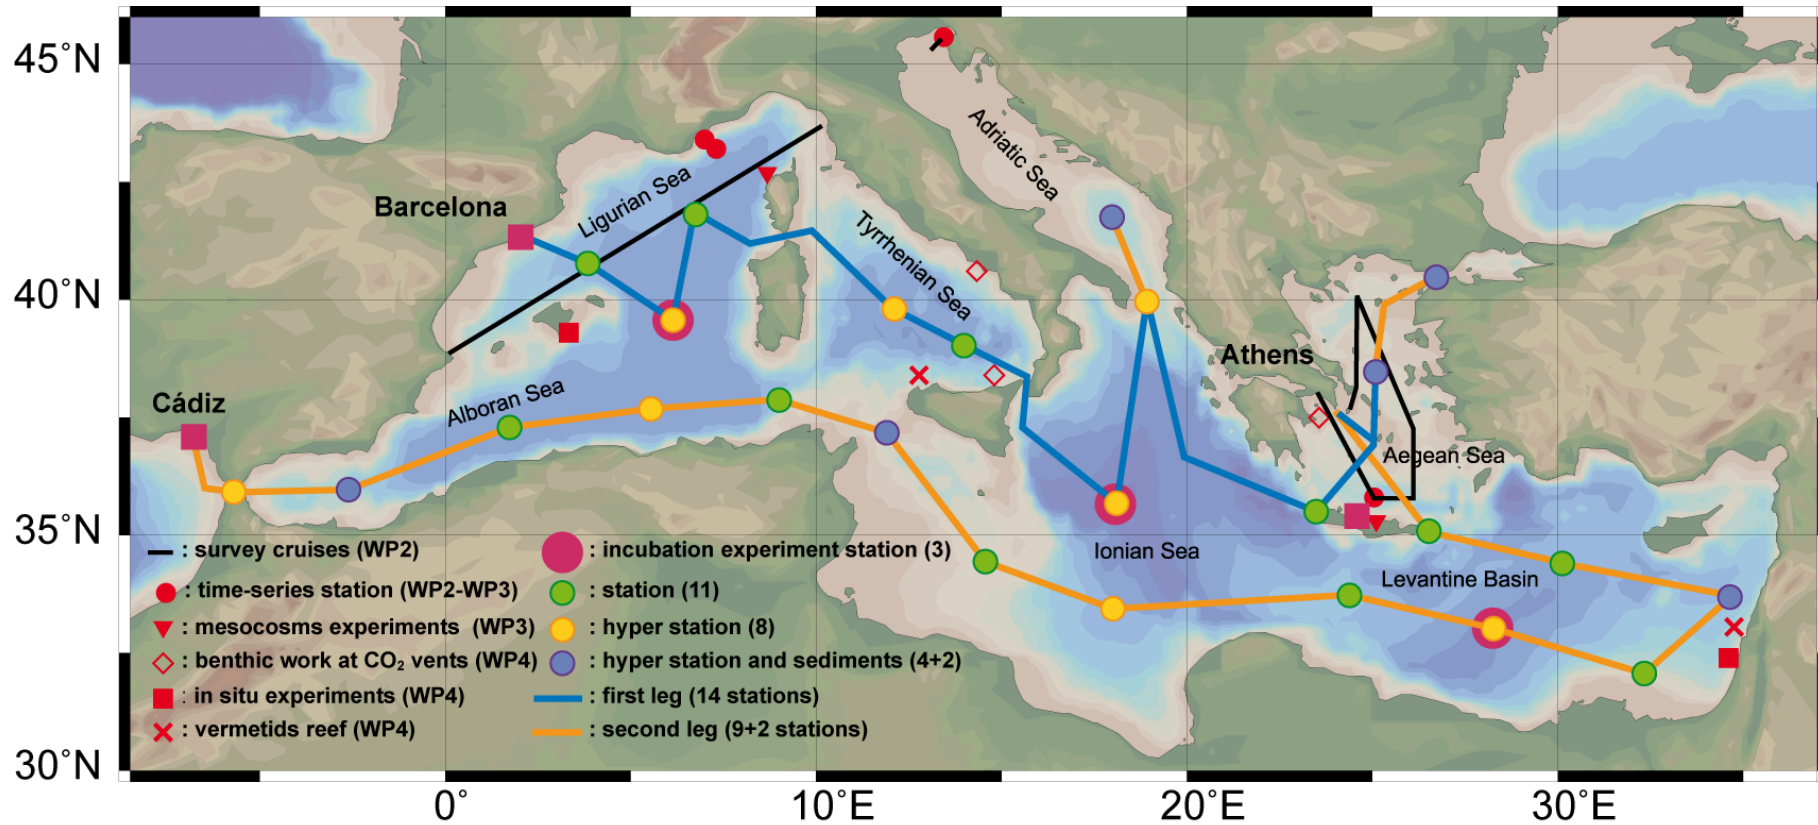 45°N
40°N
35°N
30°N
0°
10°E
20°E
30°E
Adriatic Sea
Ligurian Sea
Barcelona
Tyrrhenian Sea
Athens
Alboran Sea
Cádiz
Aegean Sea
Ionian Sea
Levantine Basin
: survey cruises (WP2)
: time-series station (WP2-WP3)
: mesocosms experiments (WP3)
: benthic work at CO₂ vents (WP4)
: in situ experiments (WP4)
: vermetids reef (WP4)
: incubation experiment station (3)
: station (11)
: hyper station (8)
: hyper station and sediments (4+2)
: first leg (14 stations)
: second leg (9+2 stations)